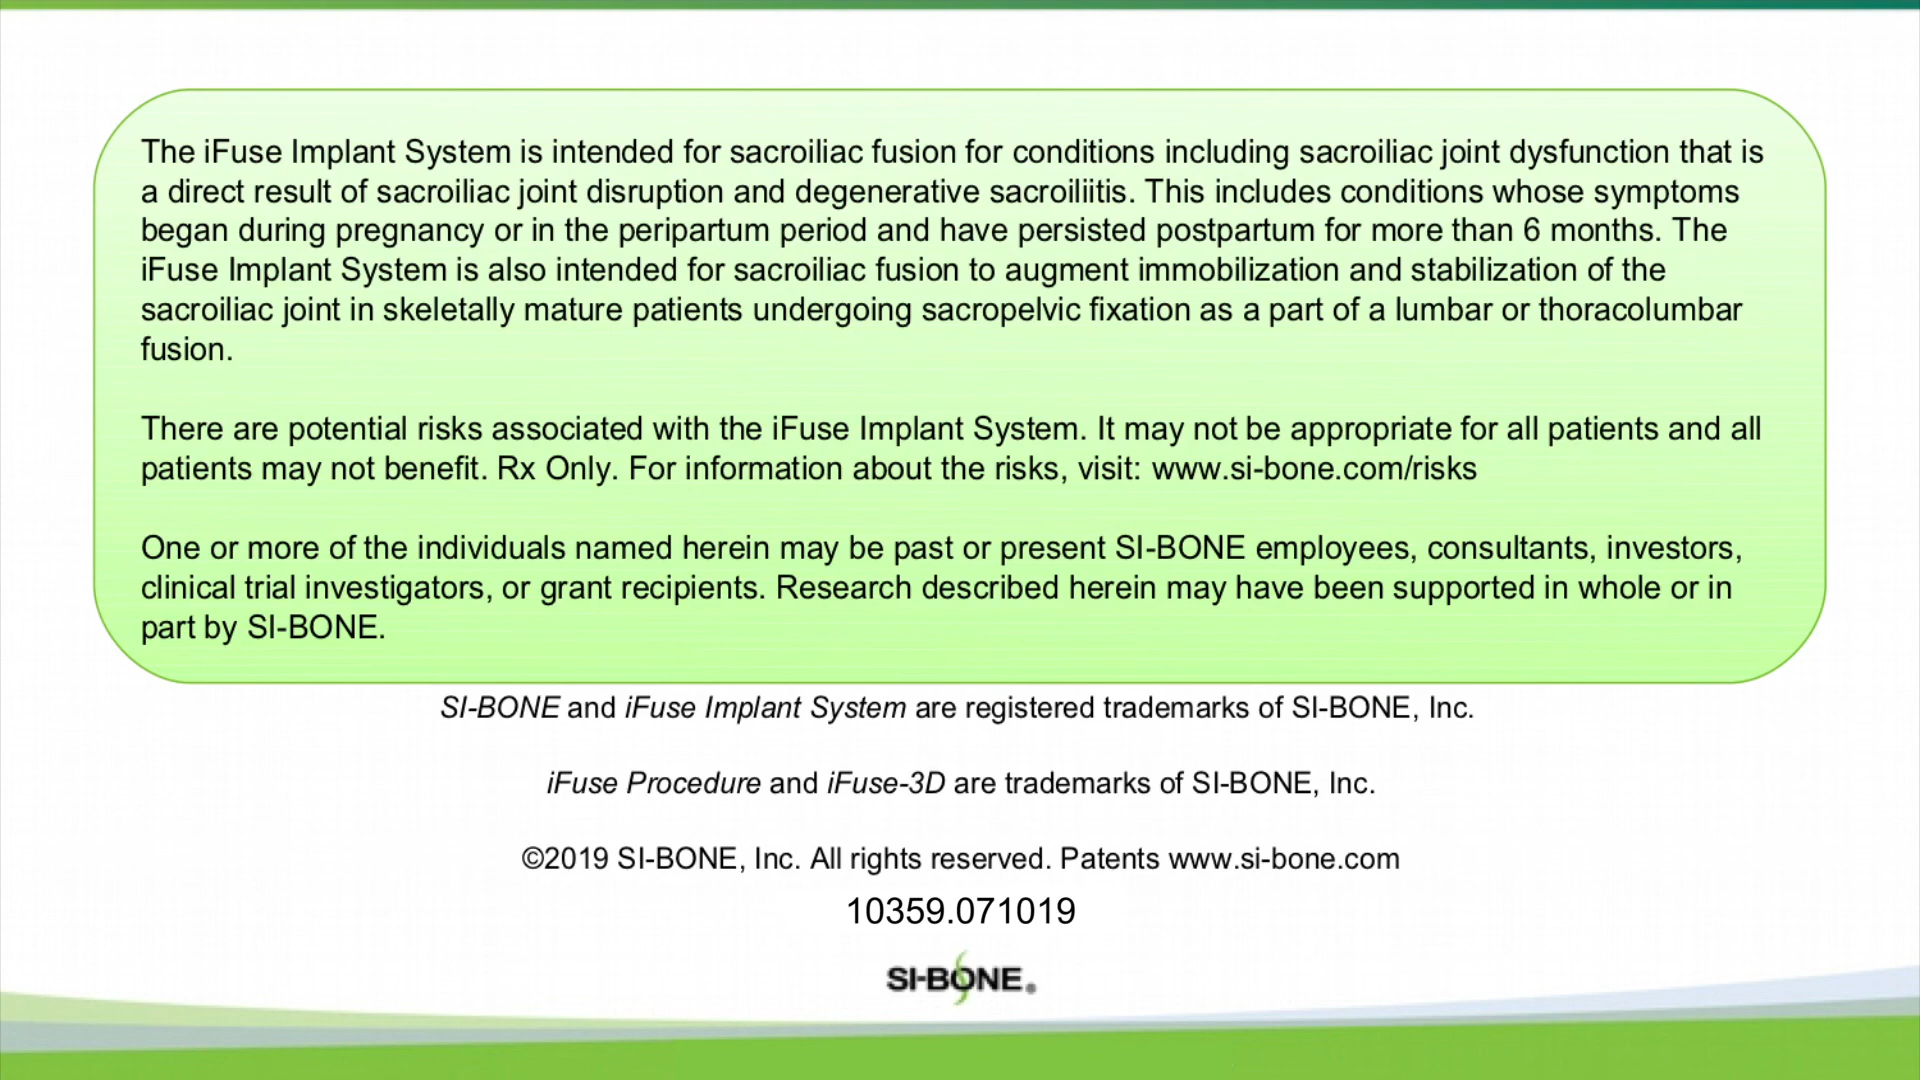 The iFuse Implant System is intended for sacroiliac fusion for conditions including sacroiliac joint dysfunction that is
a direct result of sacroiliac joint disruption and degenerative sacroiliitis. This includes conditions whose symptoms
began during pregnancy or in the peripartum period and have persisted postpartum for more than 6 months. The
iFuse Implant System is also intended for sacroiliac fusion to augment immobilization and stabilization of the
sacroiliac joint in skeletally mature patients undergoing sacropelvic fixation as a part of a lumbar or thoracolumbar
fusion.
There are potential risks associated with the iFuse Implant System. It may not be appropriate for all patients and all
patients may not benefit. Rx Only. For information about the risks, visit: www.si-bone.com/risks
One or more of the individuals named herein may be past or present SI-BONE employees, consultants, investors,
clinical trial investigators, or grant recipients. Research described herein may have been supported in whole or in
part by SI-BONE.
SI-BONE and iFuse Implant System are registered trademarks of SI-BONE, Inc.
iFuse Procedure and iFuse-3D are trademarks of SI-BONE, Inc.
©2019 SI-BONE, Inc. All rights reserved. Patents www.si-bone.com
10359.071019
SI-BONE®